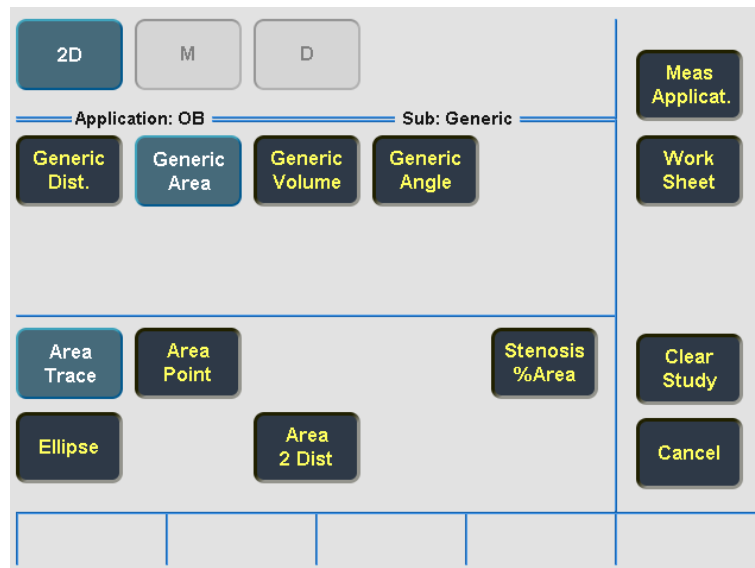 2D
M
D
Meas
Applicat.
Application: OB
Sub: Generic
Generic
Dist.
Generic
Area
Generic
Volume
Generic
Angle
Work
Sheet
Area
Trace
Area
Point
Stenosis
%Area
Clear
Study
Ellipse
Area
2 Dist
Cancel